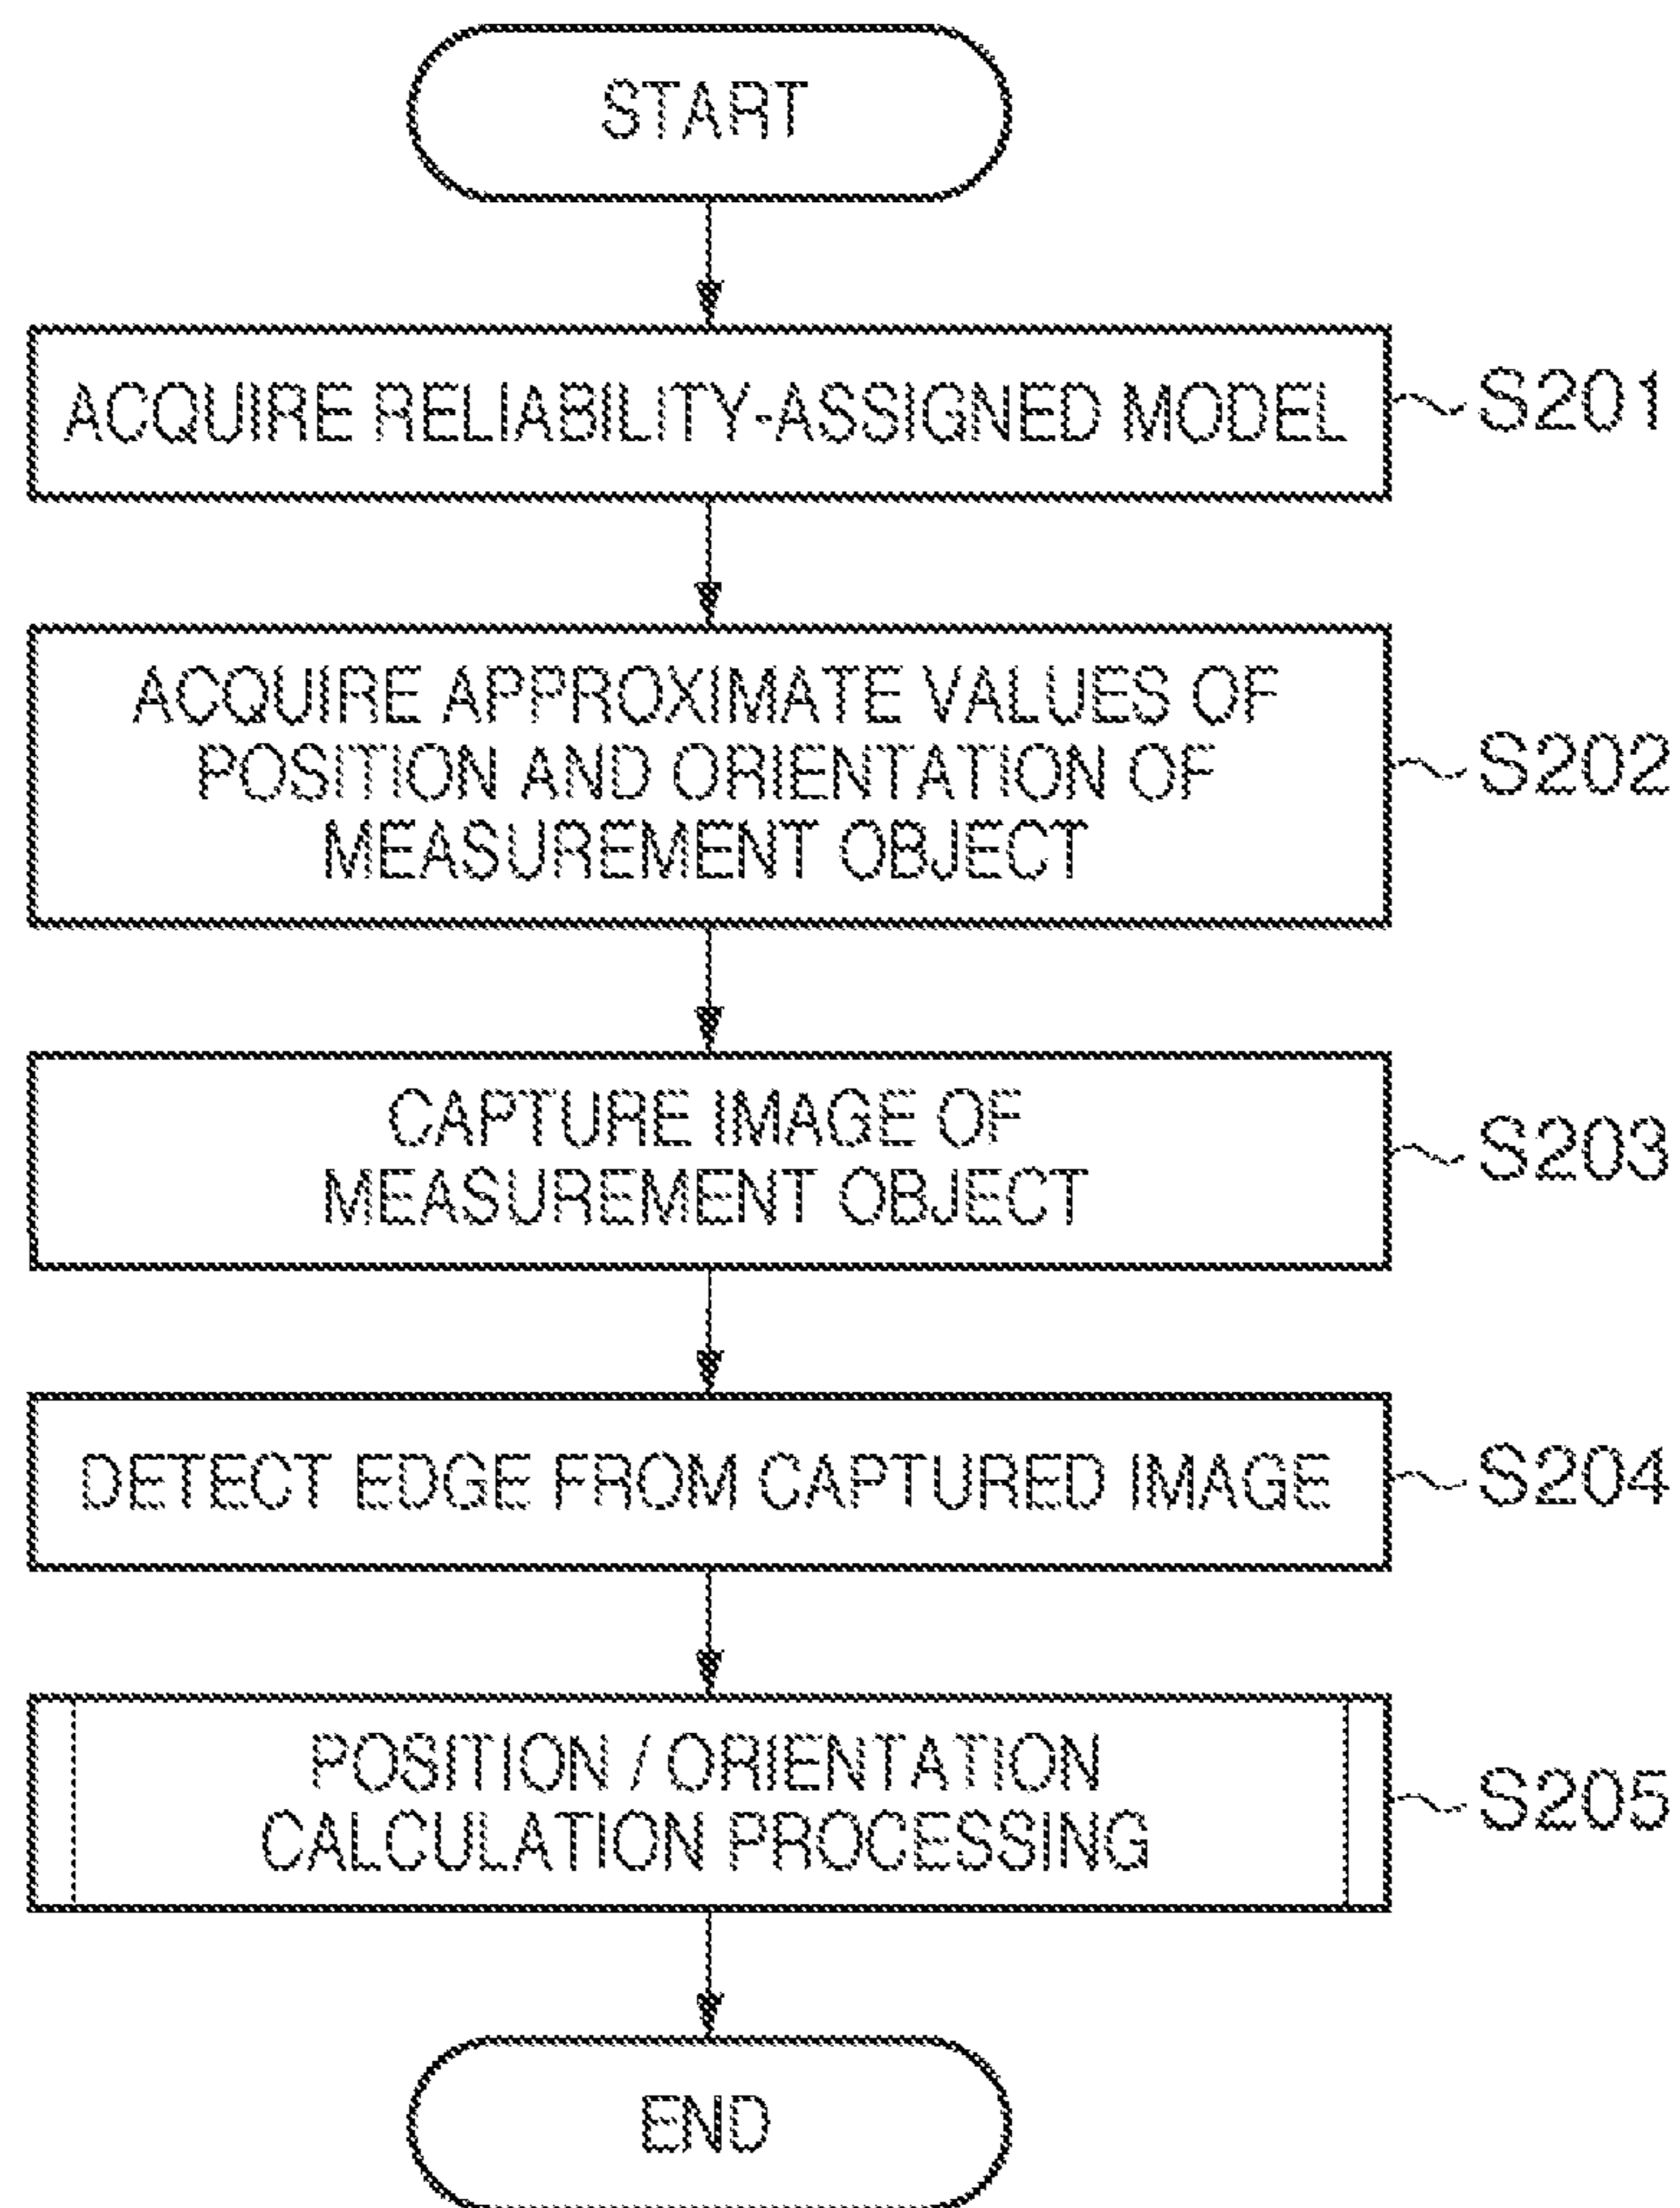 START
ACQUIRE RELIABILITY-ASSIGNED MODEL
S201
ACQUIRE APPROXIMATE VALUES OF
POSITION AND ORIENTATION OF
MEASUREMENT OBJECT
S202
CAPTURE IMAGE OF
MEASUREMENT OBJECT
S203
DETECT EDGE FROM CAPTURED IMAGE
S204
POSITION / ORIENTATION
CALCULATION PROCESSING
S205
END